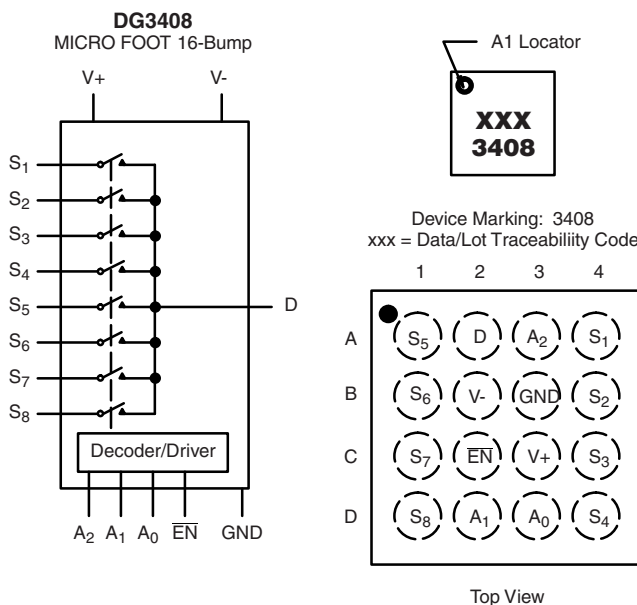 DG3408
MICRO FOOT 16-Bump
V+ V-
S1
S2
S3
S4
S5
S6
S7
S8
D
Decoder/Driver
A2 A1 A0 E̅N̅ GND
A1 Locator
XXX
3408
Device Marking: 3408
xxx = Data/Lot Traceabiliity Code
1 2 3 4
A S5 D A2 S1
B S6 V- GND S2
C S7 E̅N̅ V+ S3
D S8 A1 A0 S4
Top View